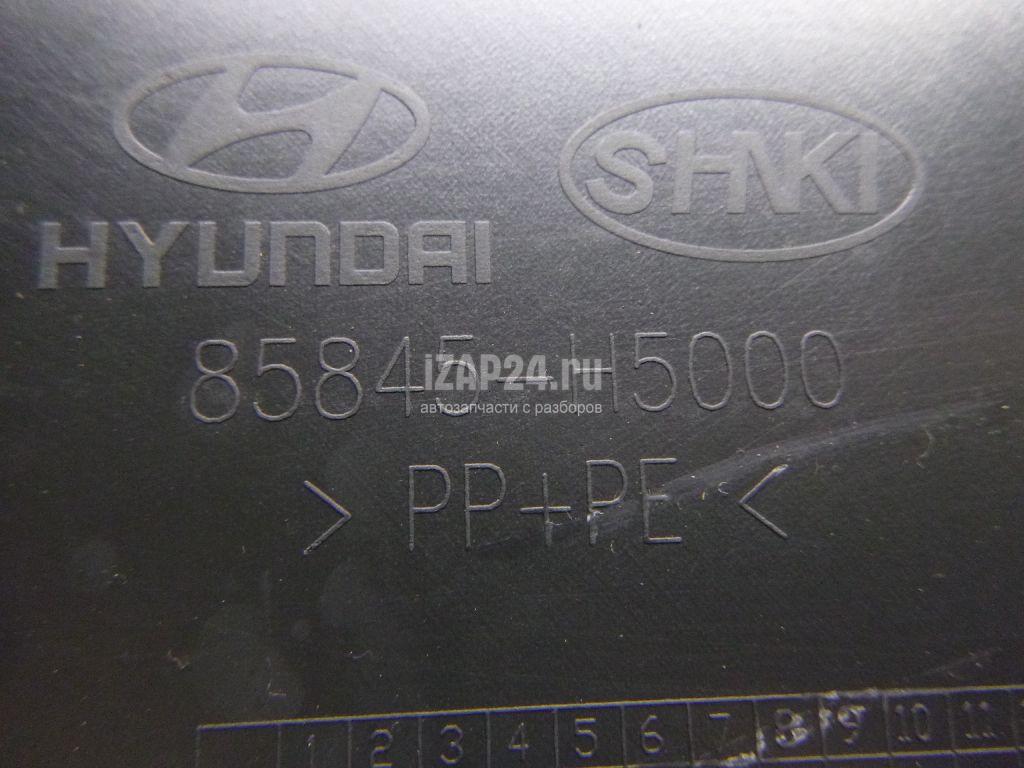 SHNKI
HYUNDAI
85845-H5000
iZAP24.ru
автозапчасти с разборов
> PP+PE <
1 2 3 4 5 6 7 8 9 10 11